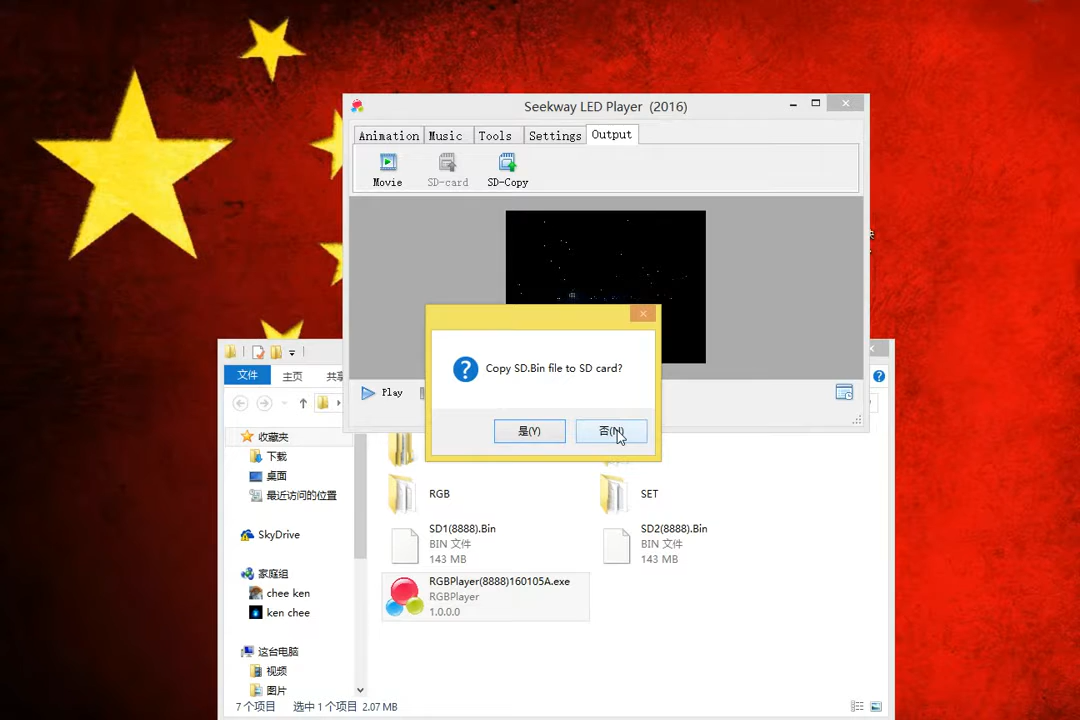 Seekway LED Player (2016)
Animation Music Tools Settings Output
Movie SD-card SD-Copy
Copy SD.Bin file to SD card?
是(Y) 否(N)
Play
文件 主页
收藏夹
下载
桌面
最近访问的位置
SkyDrive
家庭组
chee ken
ken chee
这台电脑
视频
图片
RGB
SET
SD1(8888).Bin
BIN 文件
143 MB
SD2(8888).Bin
BIN 文件
143 MB
RGBPlayer(8888)160105A.exe
RGBPlayer
1.0.0.0
7 个项目 选中 1 个项目 2.07 MB